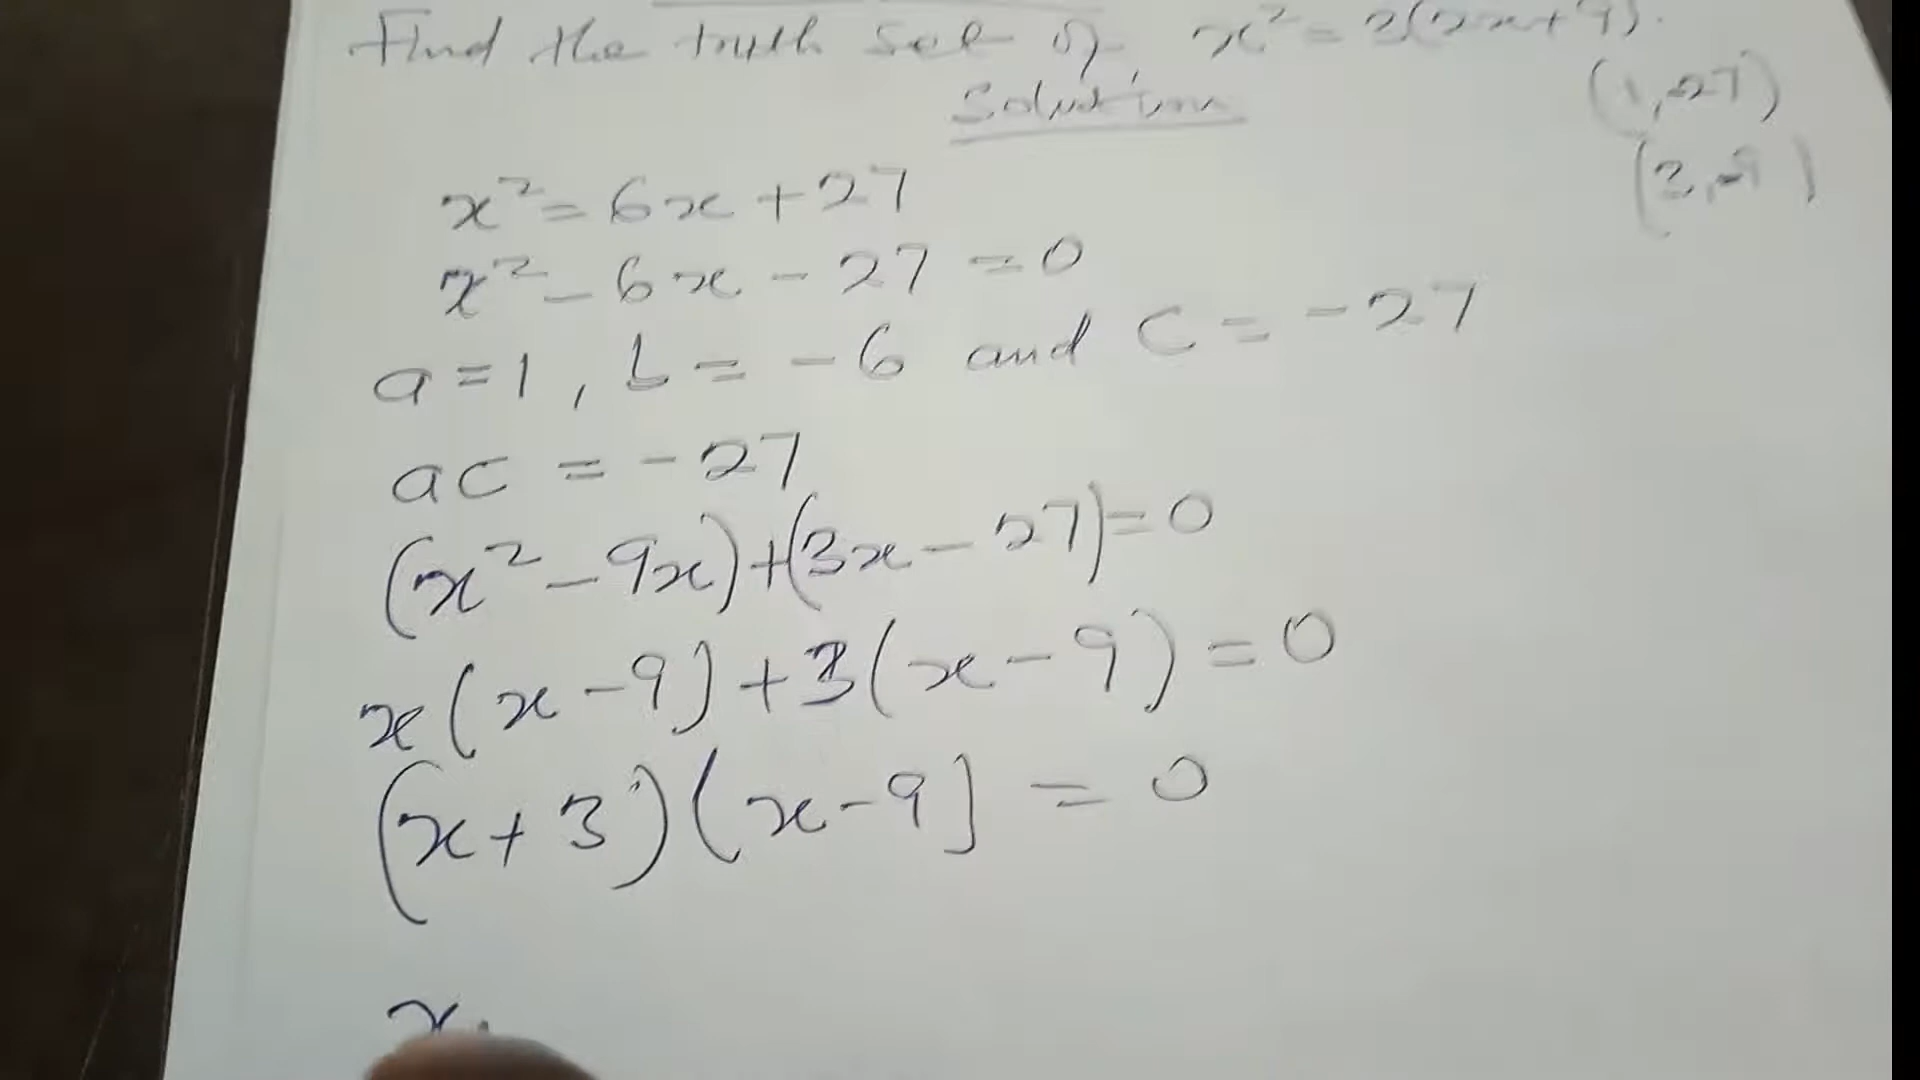 Find the truth set of, x² = 3(2x+9).
Solution
(1,-27)
(3,-9)
x² = 6x + 27
x² - 6x - 27 = 0
a = 1, b = -6 and c = -27
ac = -27
(x² - 9x) + (3x - 27) = 0
x(x - 9) + 3(x - 9) = 0
(x + 3)(x - 9) = 0
x